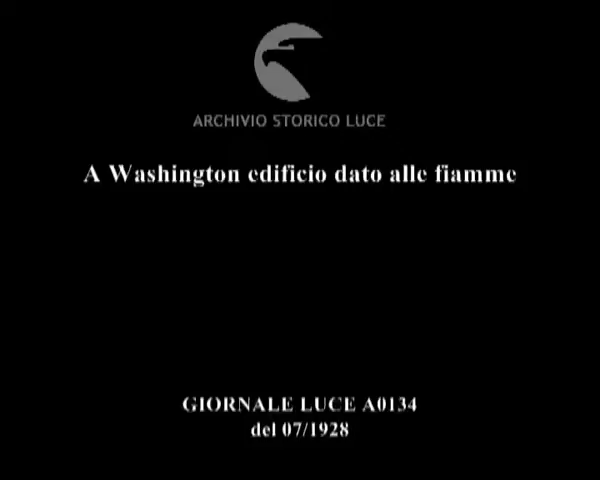 ARCHIVIO STORICO LUCE
A Washington edificio dato alle fiamme
GIORNALE LUCE A0134
del 07/1928